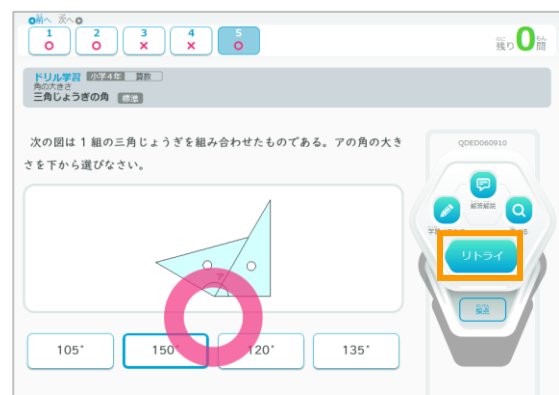 前へ 次へ
1 2 3 4 5
残り0問
ドリル学習 小学4年 算数
角の大きさ
三角じょうぎの角 標準
次の図は1組の三角じょうぎを組み合わせたものである。アの角の大き
さを下から選びなさい。
QDED060910
解答解説
リトライ
採点
ア
105° 150° 120° 135°